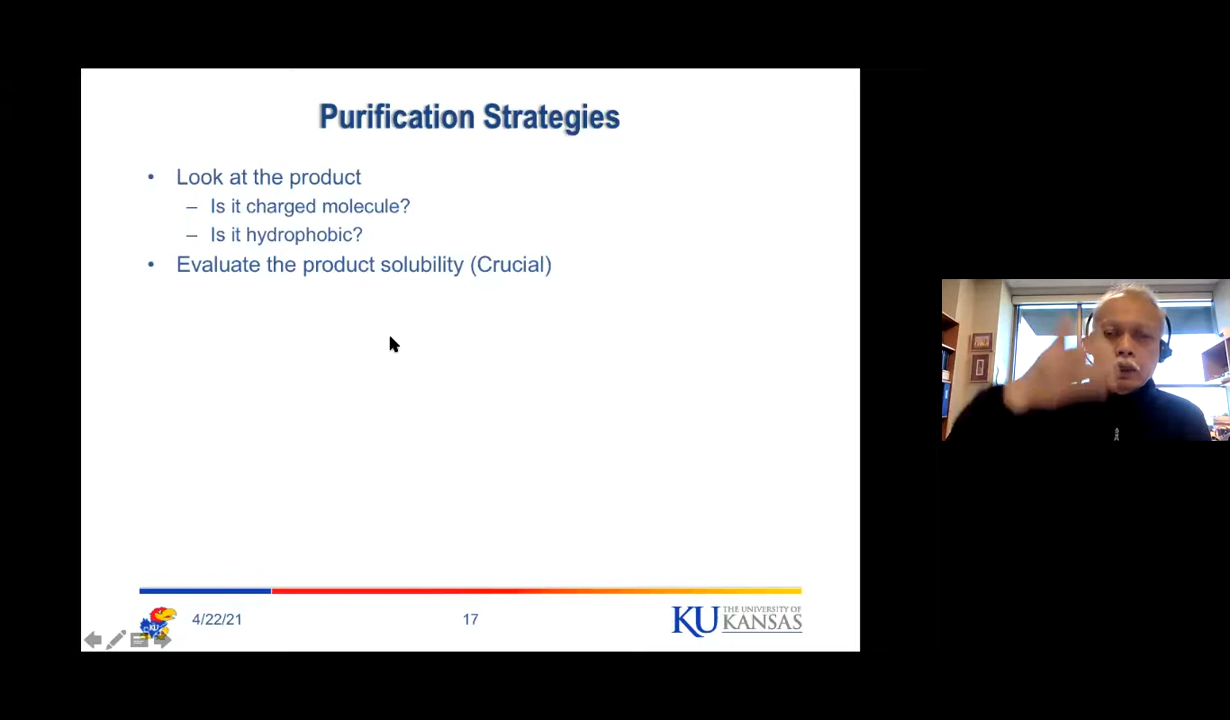 Purification Strategies
• Look at the product
– Is it charged molecule?
– Is it hydrophobic?
• Evaluate the product solubility (Crucial)
4/22/21
17
KU THE UNIVERSITY OF KANSAS